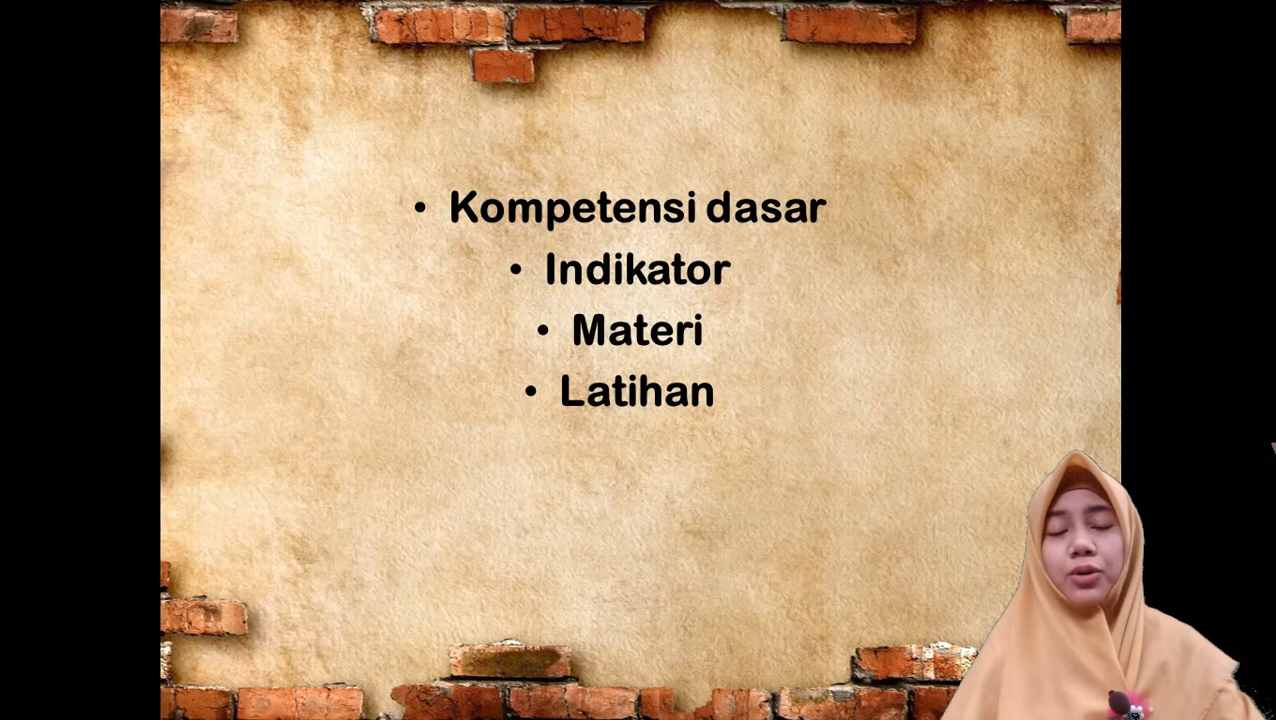 • Kompetensi dasar
• Indikator
• Materi
• Latihan